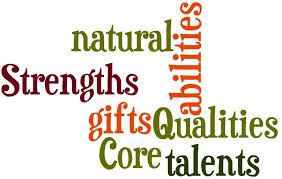 natural
abilities
Strengths
gifts
Qualities
Core
talents